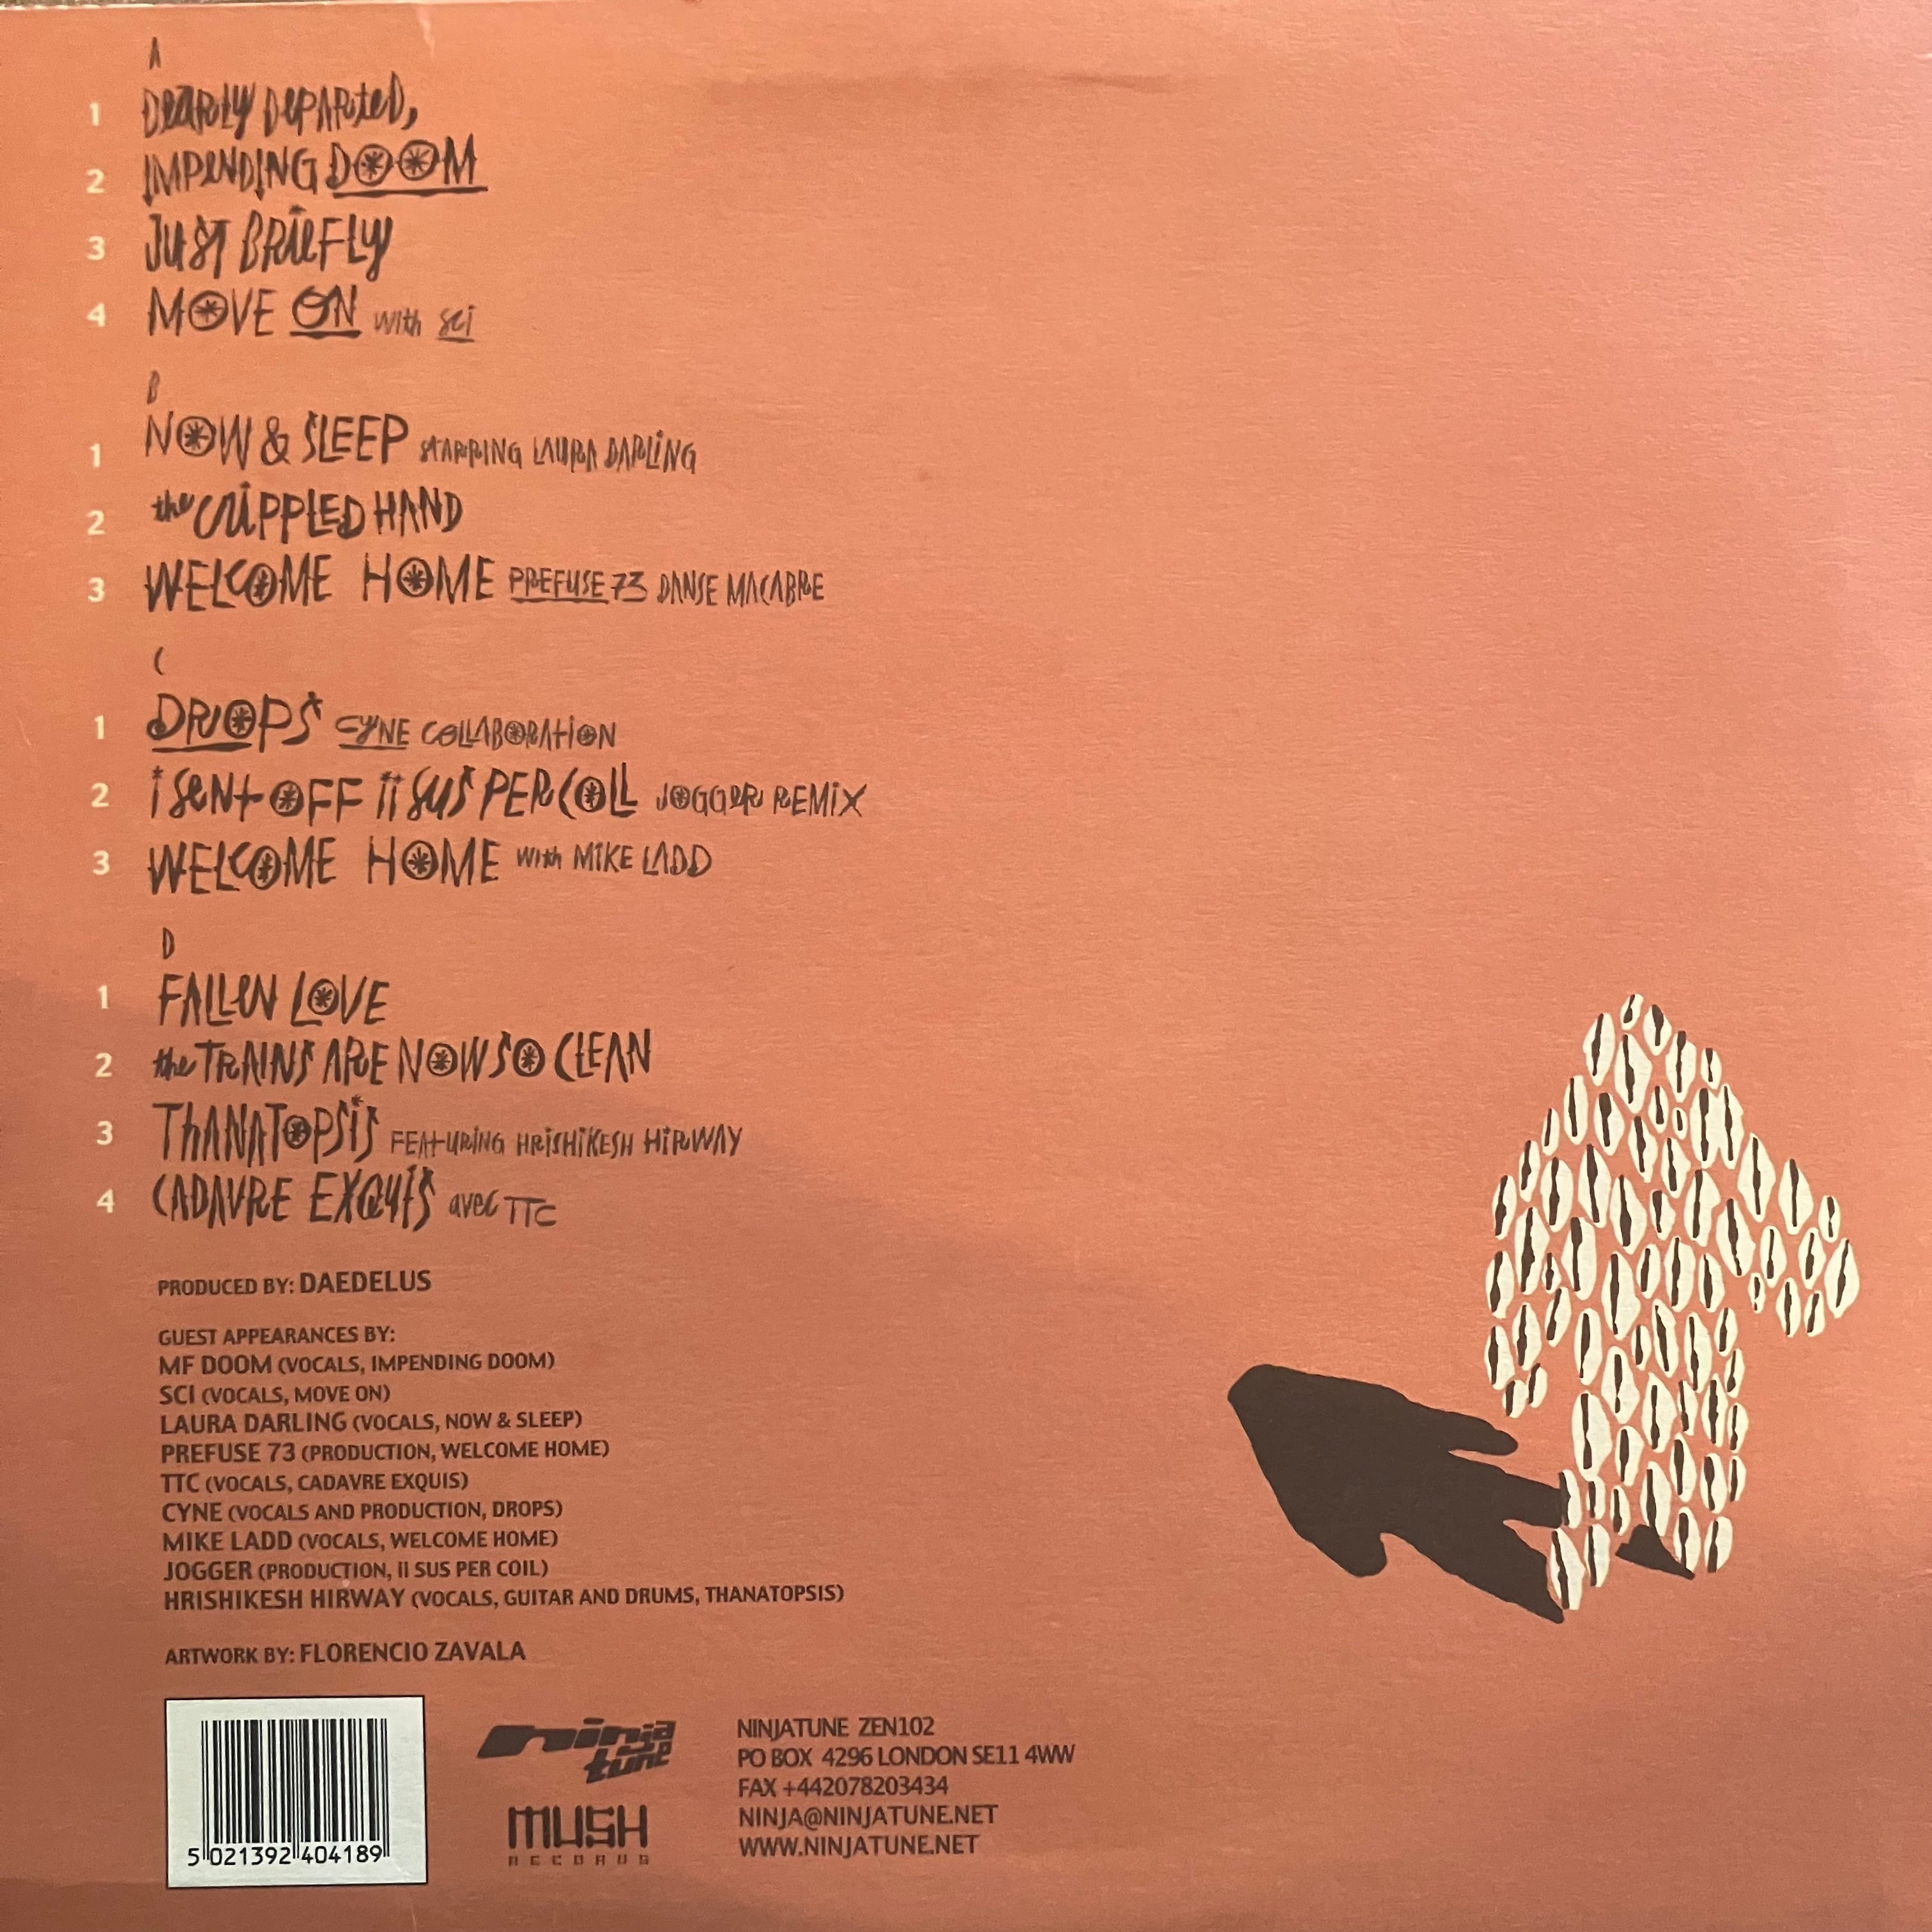 A
1 DEARLY DEPARTED,
2 IMPENDING DOOM
3 JUST BRIEFLY
4 MOVE ON with sci
B
1 NOW & SLEEP STARRING LAURA DARLING
2 the CRIPPLED HAND
3 WELCOME HOME PREFUSE 73 DANSE MACABRE
C
1 DROPS CYNE COLLABORATION
2 i SENT OFF ii SUS PER COLL JOGGER REMIX
3 WELCOME HOME with MIKE LADD
D
1 FALLEN LOVE
2 the TRAINS ARE NOW SO CLEAN
3 THANATOPSIS FEATURING HRISHIKESH HIRWAY
4 CADAVRE EXQUIS avec TTC
PRODUCED BY: DAEDELUS
GUEST APPEARANCES BY:
MF DOOM (VOCALS, IMPENDING DOOM)
SCI (VOCALS, MOVE ON)
LAURA DARLING (VOCALS, NOW & SLEEP)
PREFUSE 73 (PRODUCTION, WELCOME HOME)
TTC (VOCALS, CADAVRE EXQUIS)
CYNE (VOCALS AND PRODUCTION, DROPS)
MIKE LADD (VOCALS, WELCOME HOME)
JOGGER (PRODUCTION, ii SUS PER COIL)
HRISHIKESH HIRWAY (VOCALS, GUITAR AND DRUMS, THANATOPSIS)
ARTWORK BY: FLORENCIO ZAVALA
5 021392 404189
ninja tune
MUSH
RECORDS
NINJATUNE ZEN102
PO BOX 4296 LONDON SE11 4WW
FAX +442078203434
NINJA@NINJATUNE.NET
WWW.NINJATUNE.NET